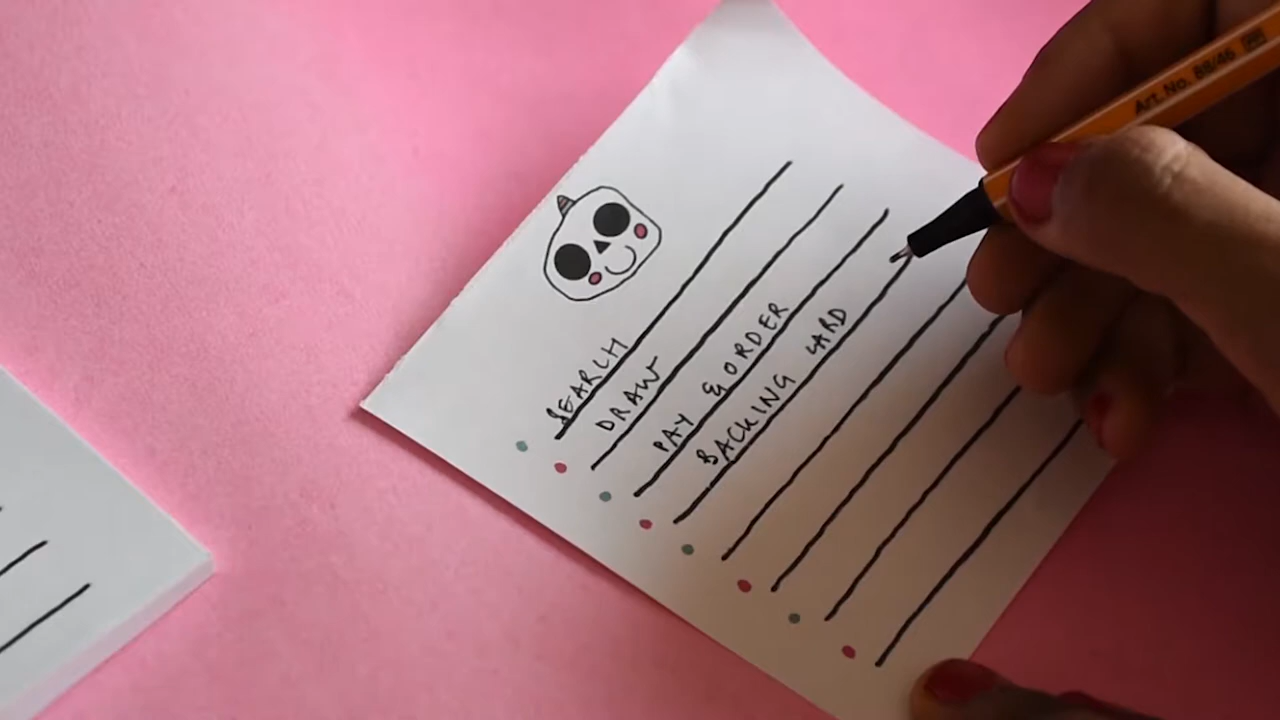 SEARCH
DRAW
PAY & ORDER
BACKING CARD
Art. No. 88/46